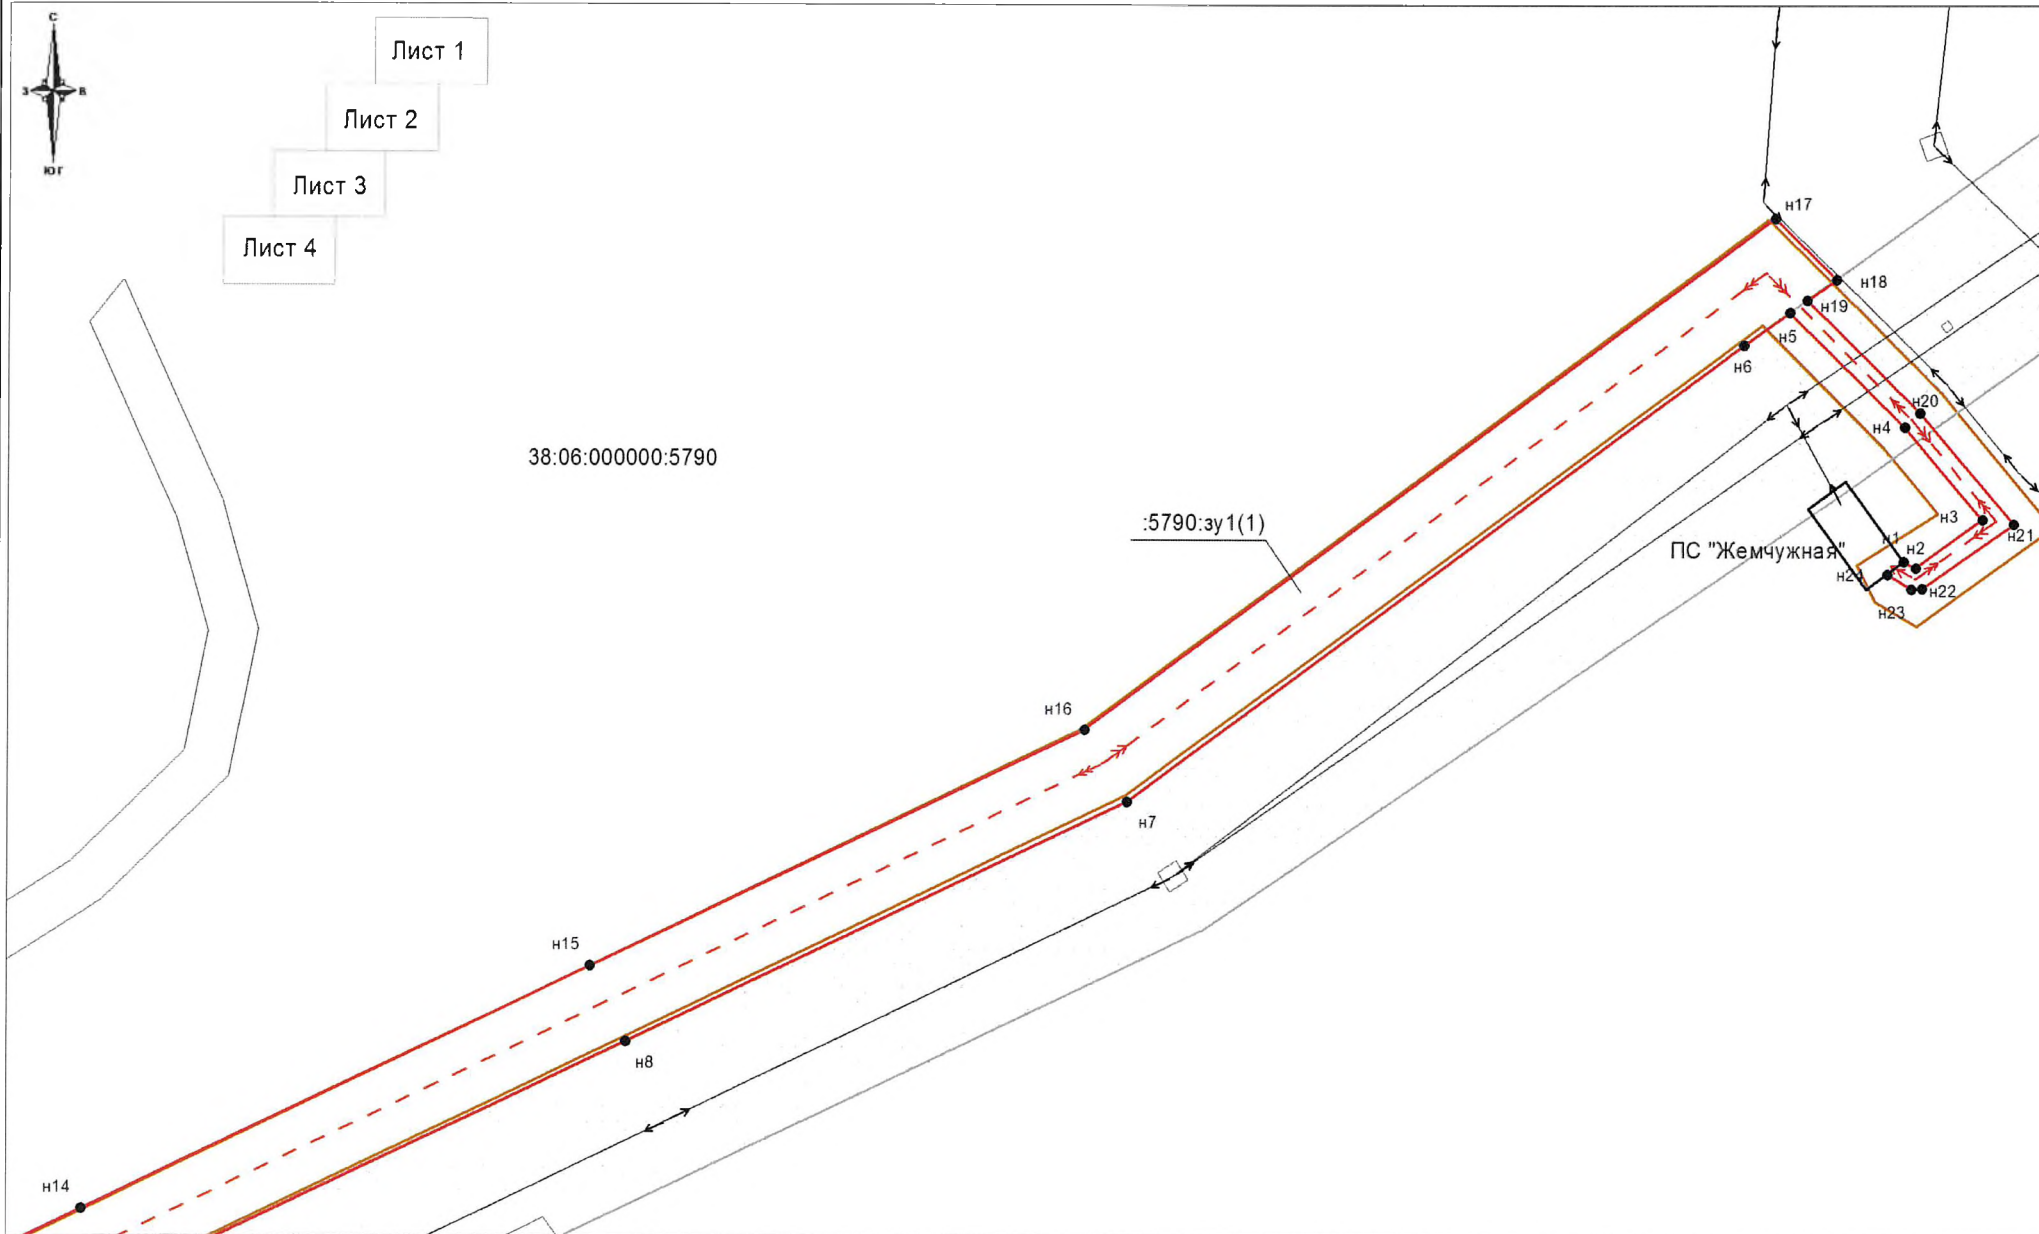 С
З
В
ЮГ
Лист 1
Лист 2
Лист 3
Лист 4
н17
н18
н19
н5
н6
н20
н4
38:06:000000:5790
:5790:зу1(1)
н3
н21
н1
н2
ПС "Жемчужная"
н24
н22
н23
н16
н7
н15
н8
н14